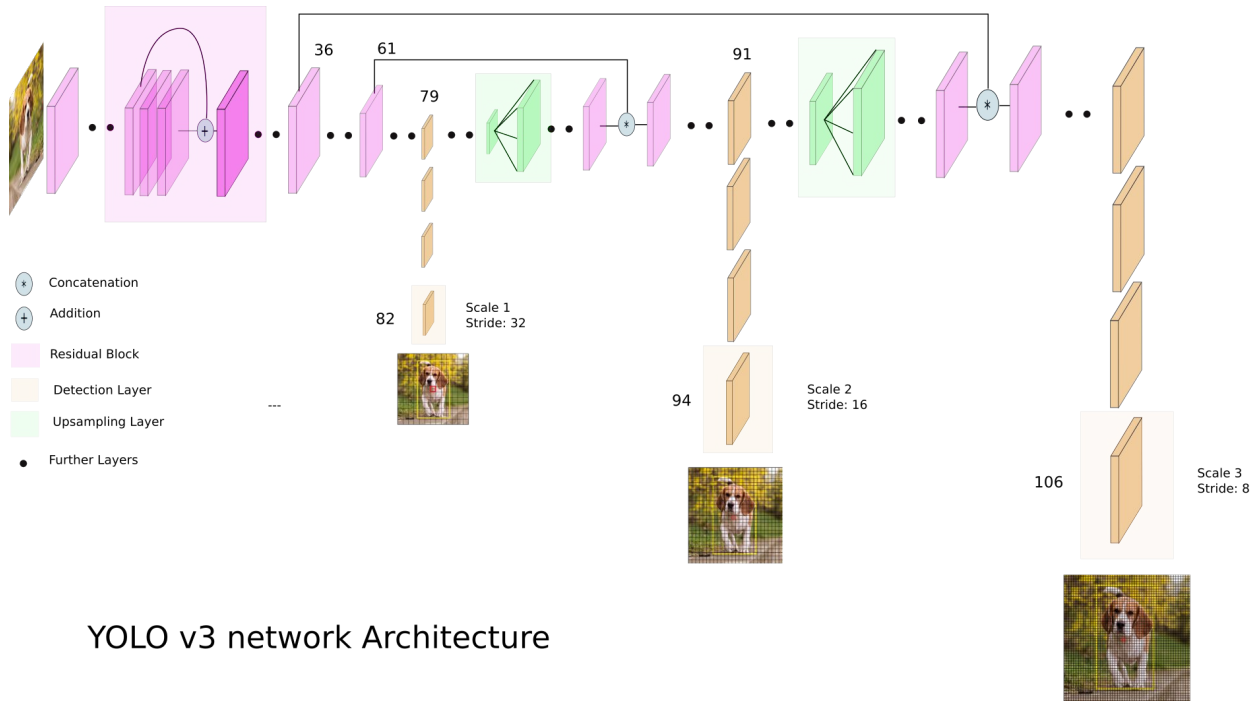 36
61
91
79
*
+
*
Concatenation
Addition
Residual Block
Detection Layer
Upsampling Layer
Further Layers
---
82
Scale 1
Stride: 32
94
Scale 2
Stride: 16
106
Scale 3
Stride: 8
*
+
YOLO v3 network Architecture